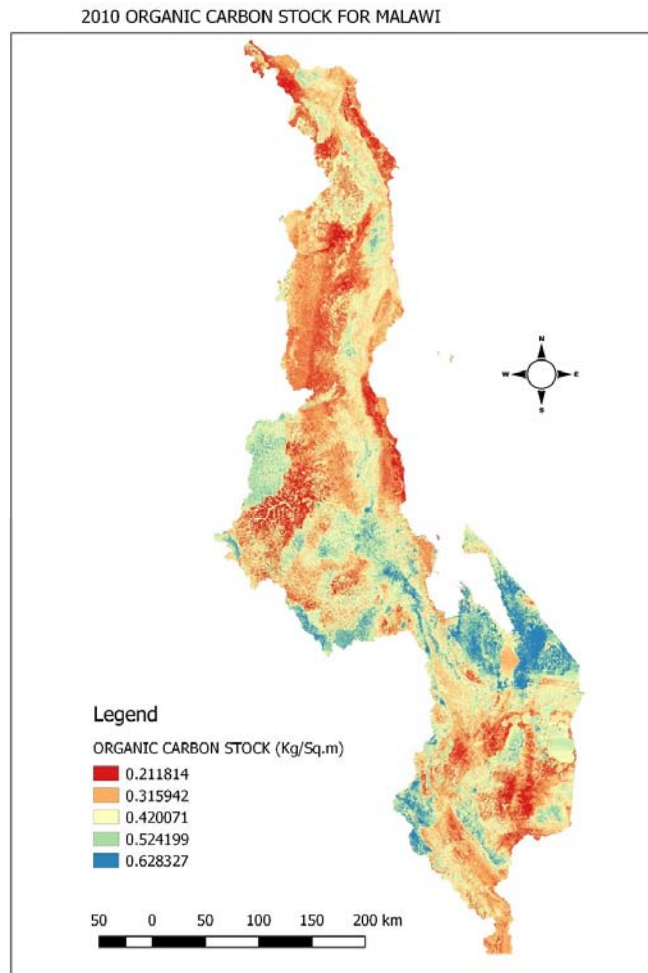 2010 ORGANIC CARBON STOCK FOR MALAWI
N
W E
S
Legend
ORGANIC CARBON STOCK (Kg/Sq.m)
0.211814
0.315942
0.420071
0.524199
0.628327
50 0 50 100 150 200 km